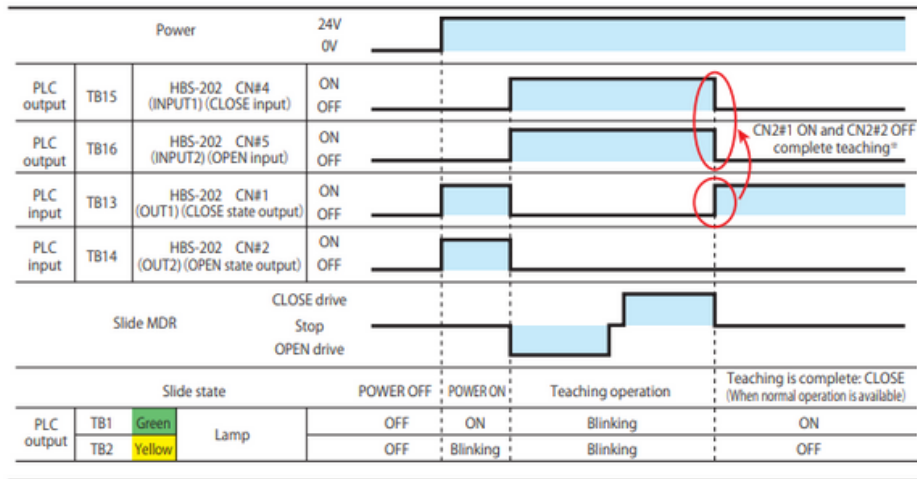 Power 24V
0V
PLC output TB15 HBS-202 CN#4 (INPUT1) (CLOSE input) ON
OFF
PLC output TB16 HBS-202 CN#5 (INPUT2) (OPEN input) ON
OFF
CN2#1 ON and CN2#2 OFF
complete teaching*
PLC input TB13 HBS-202 CN#1 (OUT1) (CLOSE state output) ON
OFF
PLC input TB14 HBS-202 CN#2 (OUT2) (OPEN state output) ON
OFF
Slide MDR CLOSE drive
Stop
OPEN drive
Slide state POWER OFF POWER ON Teaching operation Teaching is complete: CLOSE
(When normal operation is available)
PLC output TB1 Green Lamp OFF ON Blinking ON
TB2 Yellow OFF Blinking Blinking OFF